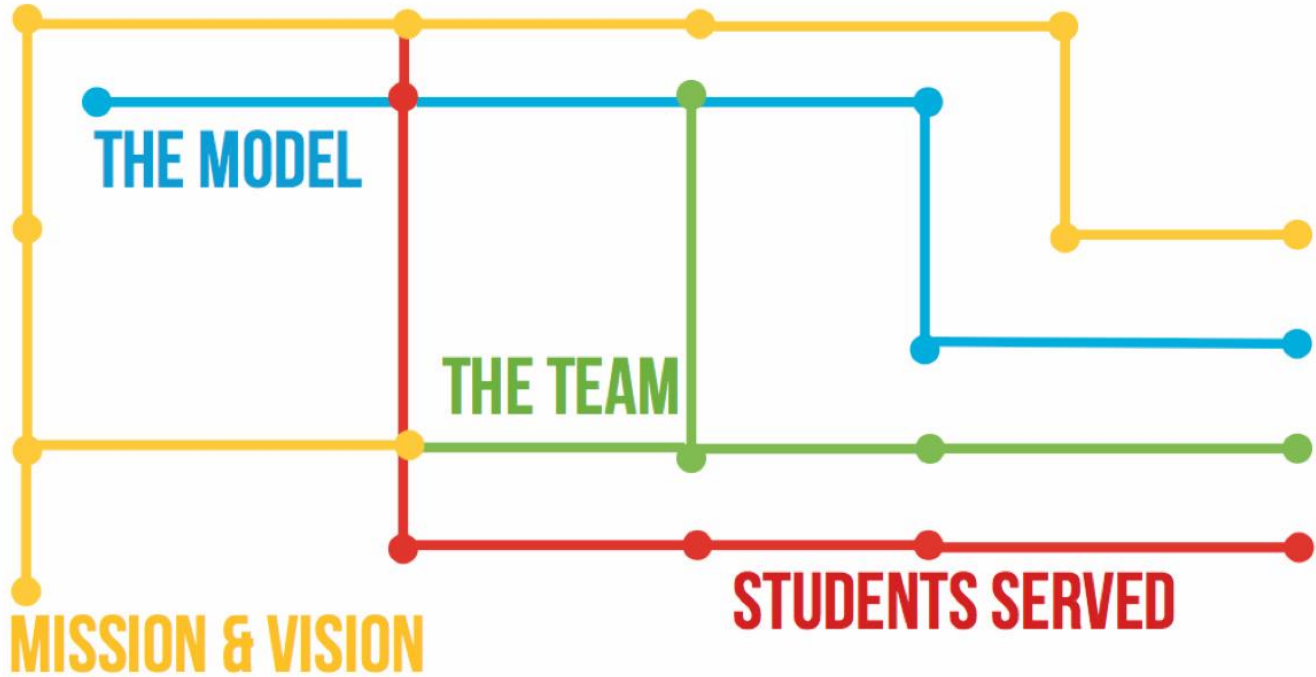 THE MODEL
THE TEAM
STUDENTS SERVED
MISSION & VISION